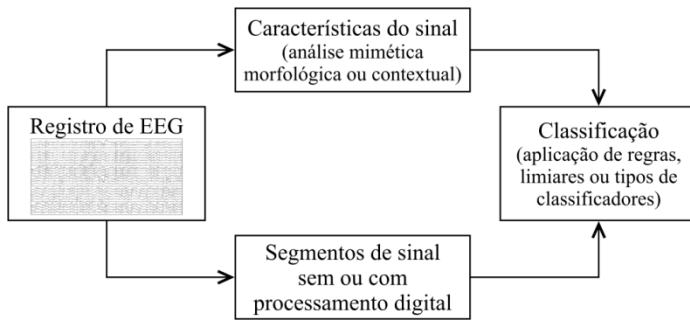 Características do sinal
(análise mimética
morfológica ou contextual)
Registro de EEG
Classificação
(aplicação de regras,
limiares ou tipos de
classificadores)
Segmentos de sinal
sem ou com
processamento digital